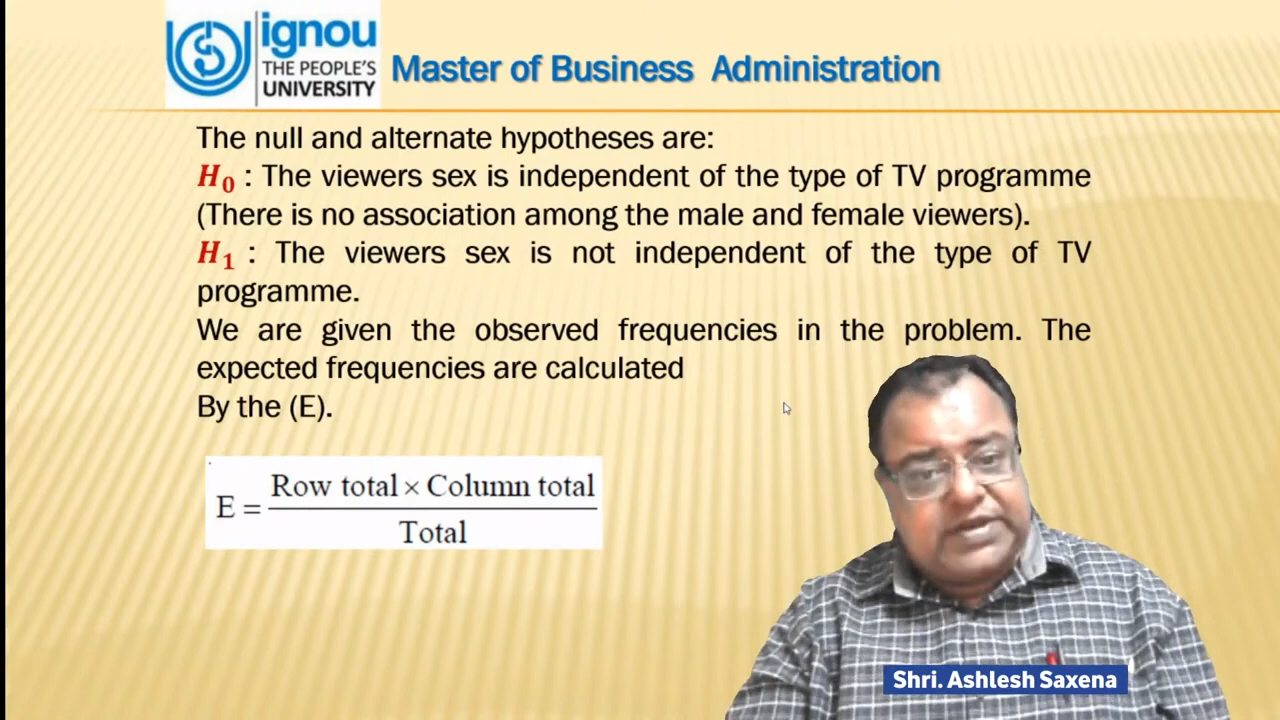 ignou
THE PEOPLE'S
UNIVERSITY
Master of Business Administration
The null and alternate hypotheses are:
H₀ : The viewers sex is independent of the type of TV programme
(There is no association among the male and female viewers).
H₁ : The viewers sex is not independent of the type of TV
programme.
We are given the observed frequencies in the problem. The
expected frequencies are calculated
By the (E).
E = Row total × Column total
Total
Shri. Ashlesh Saxena